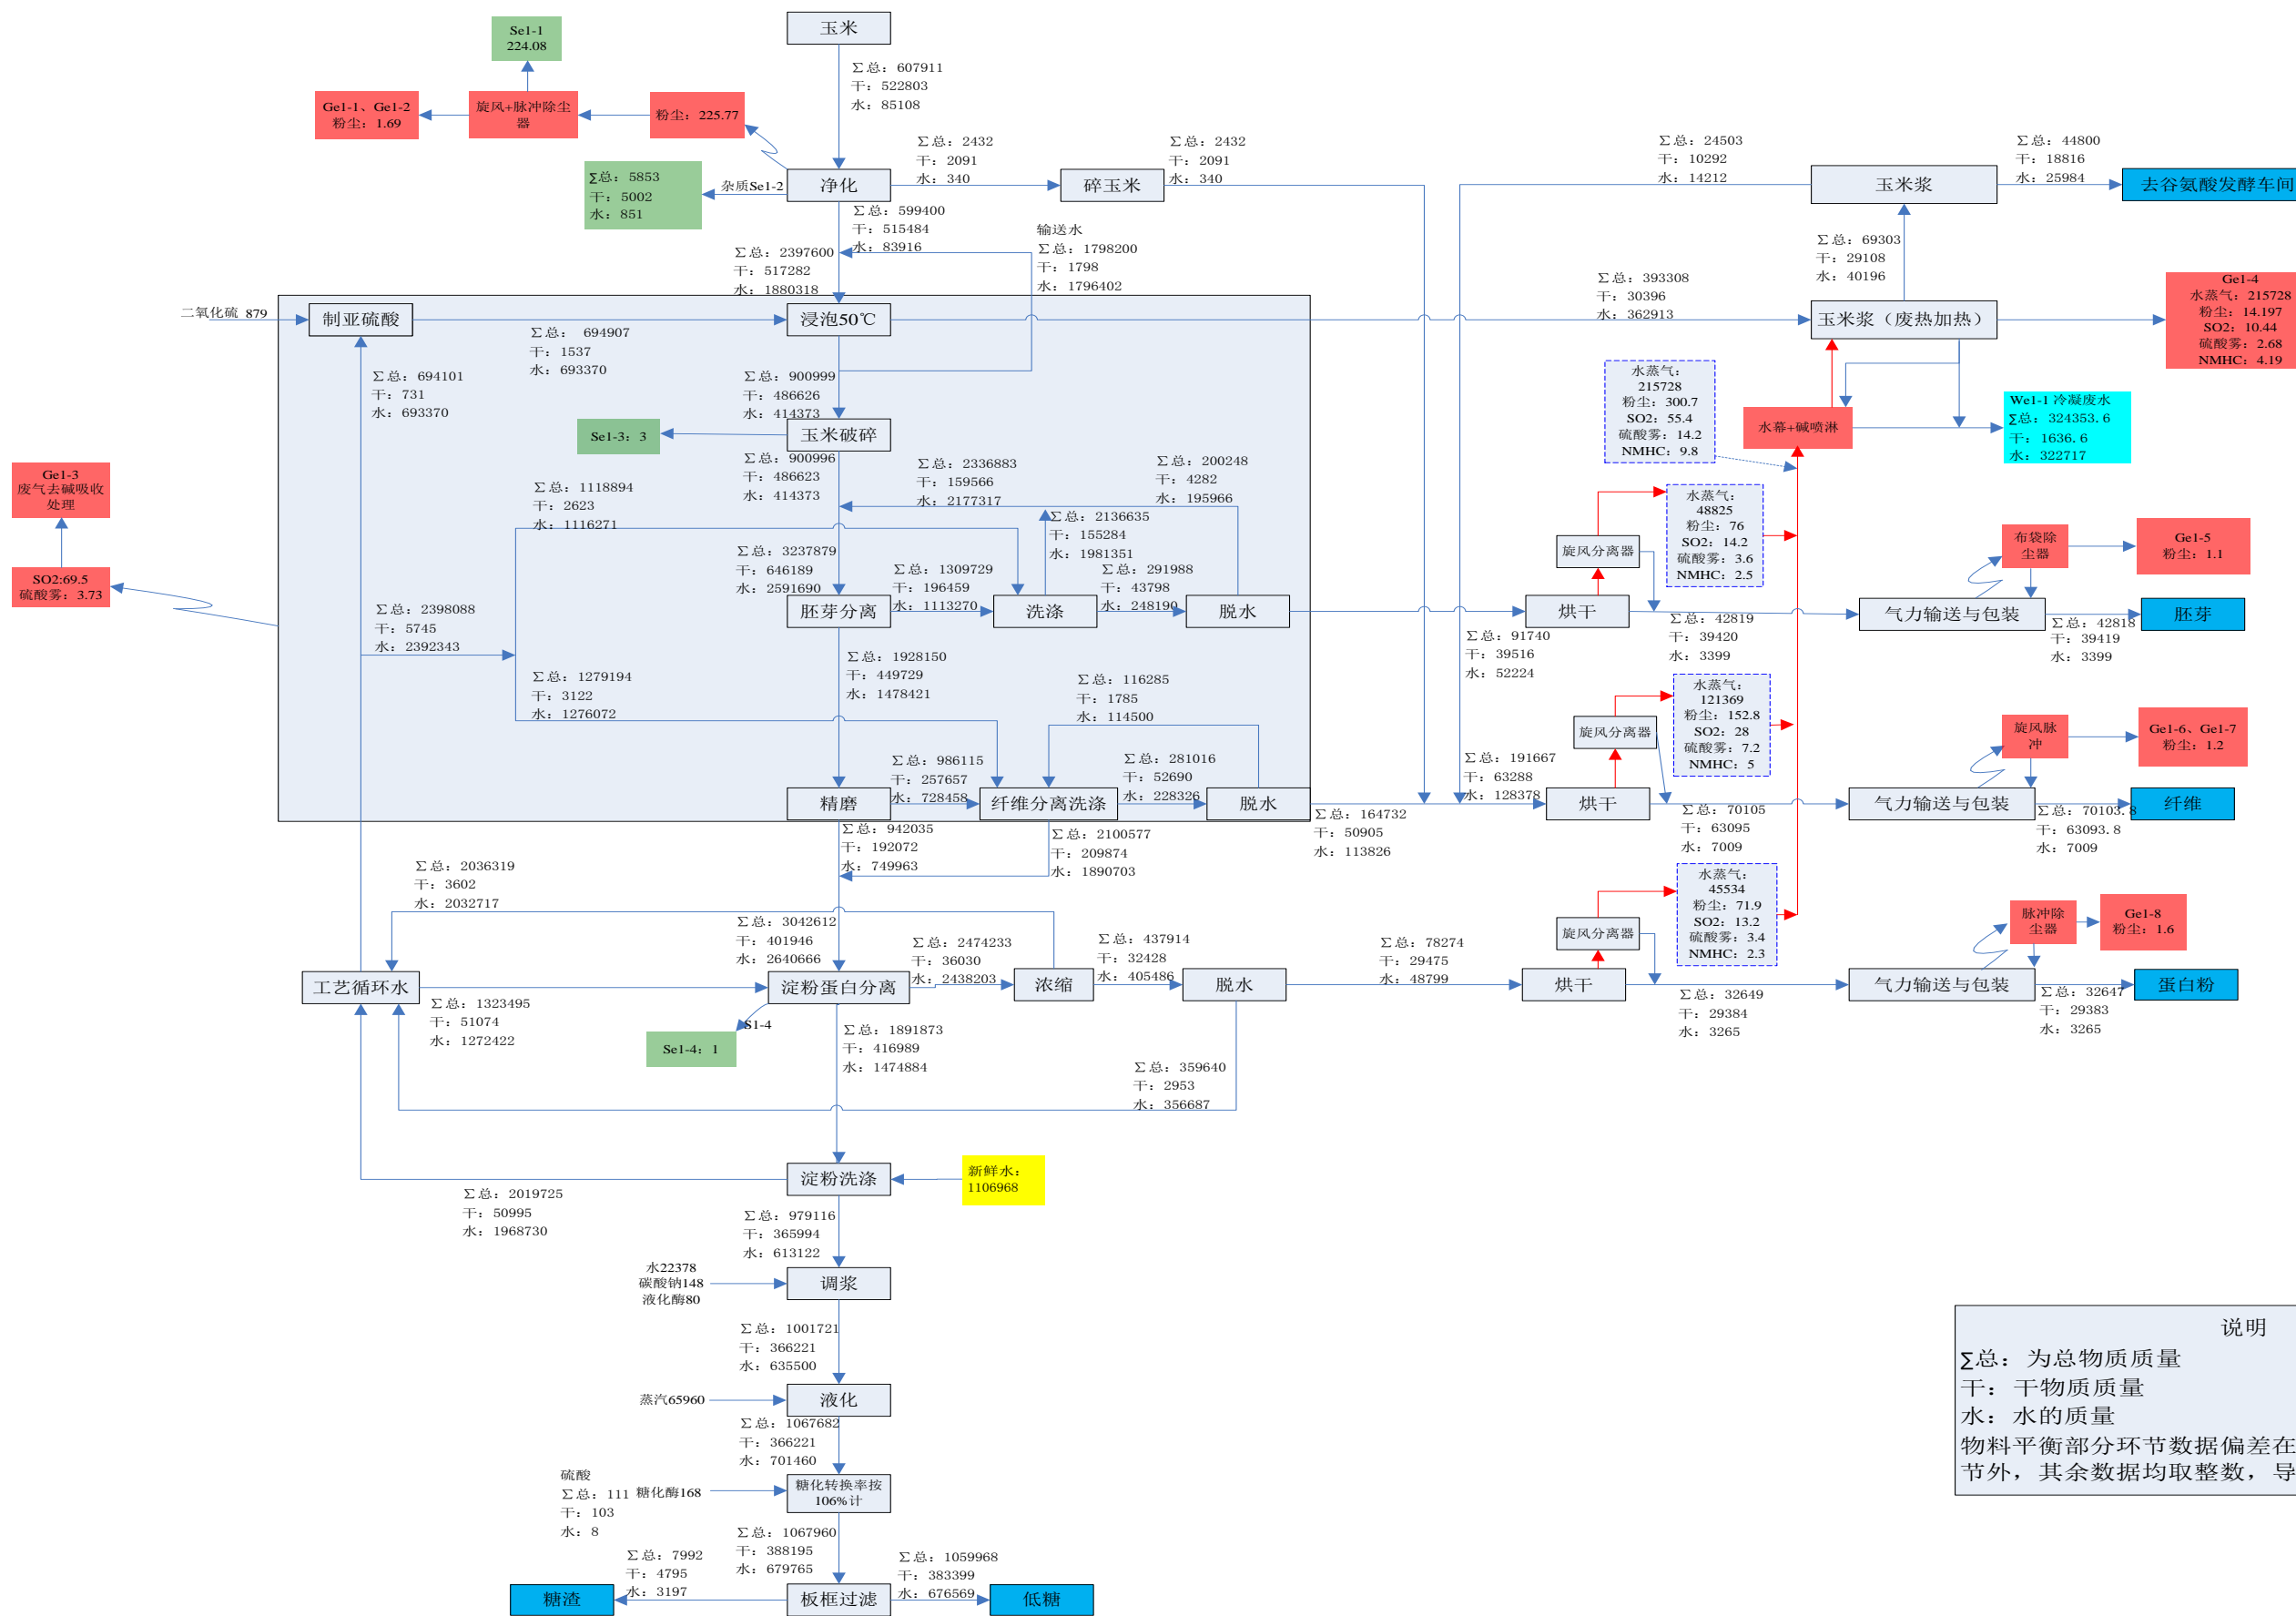 玉米
Σ总：607911
干：522803
水：85108
Se1-1
224.08
Ge1-1、Ge1-2
粉尘：1.69
旋风+脉冲除尘
器
粉尘：225.77
Σ总：5853
干：5002
水：851
杂质Se1-2
净化
Σ总：2432
干：2091
水：340
碎玉米
Σ总：2432
干：2091
水：340
Σ总：599400
干：515484
水：83916
输送水
Σ总：1798200
干：1798
水：1796402
Σ总：2397600
干：517282
水：1880318
Σ总：24503
干：10292
水：14212
玉米浆
Σ总：44800
干：18816
水：25984
去谷氨酸发酵车间
Σ总：69303
干：29108
水：40196
二氧化硫 879
制亚硫酸
Σ总： 694907
干：1537
水：693370
浸泡50℃
Σ总：393308
干：30396
水：362913
玉米浆（废热加热）
Ge1-4
水蒸气：215728
粉尘：14.197
SO2：10.44
硫酸雾：2.68
NMHC：4.19
Σ总：694101
干：731
水：693370
Σ总：900999
干：486626
水：414373
水蒸气：
215728
粉尘：300.7
SO2：55.4
硫酸雾：14.2
NMHC：9.8
水幕+碱喷淋
We1-1 冷凝废水
Σ总：324353.6
干：1636.6
水：322717
Se1-3：3
玉米破碎
Σ总：900996
干：486623
水：414373
Ge1-3
废气去碱吸收
处理
SO2:69.5
硫酸雾：3.73
Σ总：1118894
干：2623
水：1116271
Σ总：2336883
干：159566
水：2177317
Σ总：200248
干：4282
水：195966
Σ总：2136635
干：155284
水：1981351
Σ总：3237879
干：646189
水：2591690
胚芽分离
Σ总：1309729
干：196459
水：1113270
洗涤
Σ总：291988
干：43798
水：248190
脱水
旋风分离器
水蒸气：
48825
粉尘：76
SO2：14.2
硫酸雾：3.6
NMHC：2.5
烘干
Σ总：91740
干：39516
水：52224
Σ总：42819
干：39420
水：3399
布袋除
尘器
Ge1-5
粉尘：1.1
气力输送与包装
Σ总：42818
干：39419
水：3399
胚芽
Σ总：2398088
干：5745
水：2392343
Σ总：1279194
干：3122
水：1276072
Σ总：1928150
干：449729
水：1478421
Σ总：116285
干：1785
水：114500
精磨
Σ总：986115
干：257657
水：728458
纤维分离洗涤
Σ总：281016
干：52690
水：228326
脱水
Σ总：164732
干：50905
水：113826
Σ总：191667
干：63288
水：128378
旋风分离器
水蒸气：
121369
粉尘：152.8
SO2：28
硫酸雾：7.2
NMHC：5
烘干
Σ总：70105
干：63095
水：7009
旋风脉
冲
Ge1-6、Ge1-7
粉尘：1.2
气力输送与包装
Σ总：70103.8
干：63093.8
水：7009
纤维
Σ总：942035
干：192072
水：749963
Σ总：2100577
干：209874
水：1890703
Σ总：2036319
干：3602
水：2032717
Σ总：3042612
干：401946
水：2640666
工艺循环水
Σ总：1323495
干：51074
水：1272422
淀粉蛋白分离
Σ总：2474233
干：36030
水：2438203
浓缩
Σ总：437914
干：32428
水：405486
脱水
Σ总：78274
干：29475
水：48799
旋风分离器
水蒸气：
45534
粉尘：71.9
SO2：13.2
硫酸雾：3.4
NMHC：2.3
烘干
Σ总：32649
干：29384
水：3265
脉冲除
尘器
Ge1-8
粉尘：1.6
气力输送与包装
Σ总：32647
干：29383
水：3265
蛋白粉
S1-4
Se1-4：1
Σ总：1891873
干：416989
水：1474884
Σ总：359640
干：2953
水：356687
淀粉洗涤
新鲜水：
1106968
Σ总：2019725
干：50995
水：1968730
Σ总：979116
干：365994
水：613122
水22378
碳酸钠148
液化酶80
调浆
Σ总：1001721
干：366221
水：635500
蒸汽65960
液化
Σ总：1067682
干：366221
水：701460
硫酸
Σ总：111
干：103
水：8
糖化酶168
糖化转换率按
106%计
Σ总：1067960
干：388195
水：679765
Σ总：7992
干：4795
水：3197
糖渣
板框过滤
Σ总：1059968
干：383399
水：676569
低糖
说明
Σ总：为总物质质量
干：干物质质量
水：水的质量
物料平衡部分环节数据偏差在
节外，其余数据均取整数，导